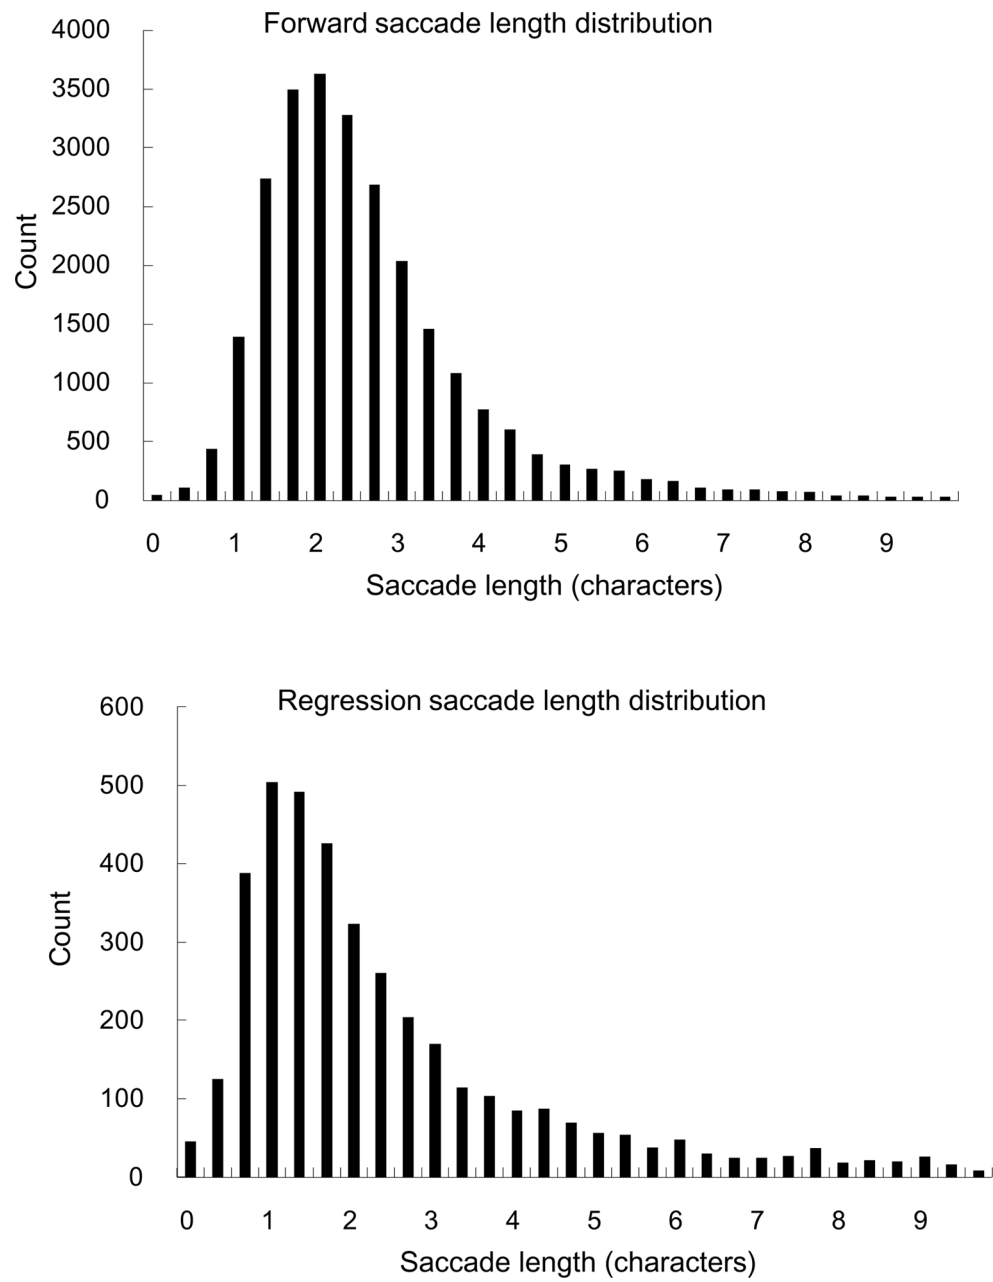 Forward saccade length distribution
4000
3500
3000
2500
2000
1500
1000
500
0
Count
0 1 2 3 4 5 6 7 8 9
Saccade length (characters)
Regression saccade length distribution
600
500
400
300
200
100
0
Count
0 1 2 3 4 5 6 7 8 9
Saccade length (characters)